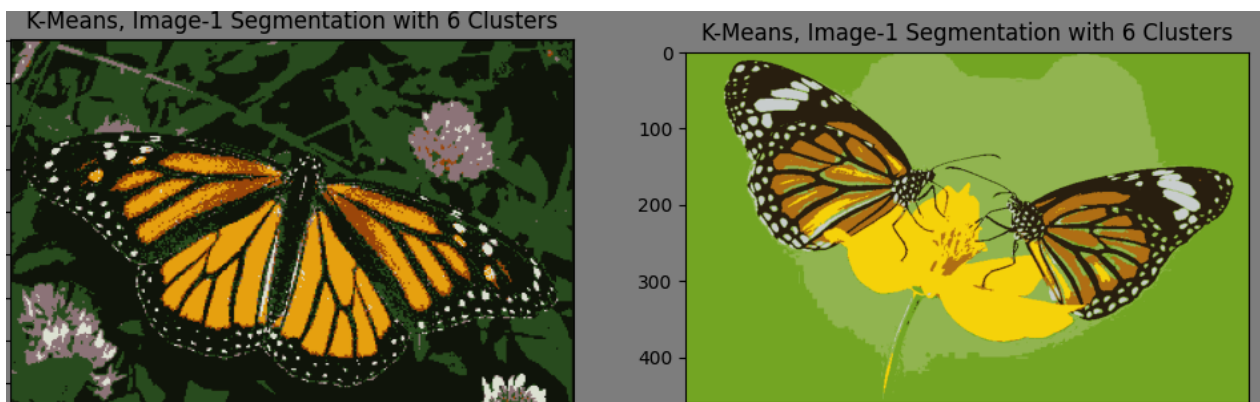 K-Means, Image-1 Segmentation with 6 Clusters
K-Means, Image-1 Segmentation with 6 Clusters
0
100
200
300
400